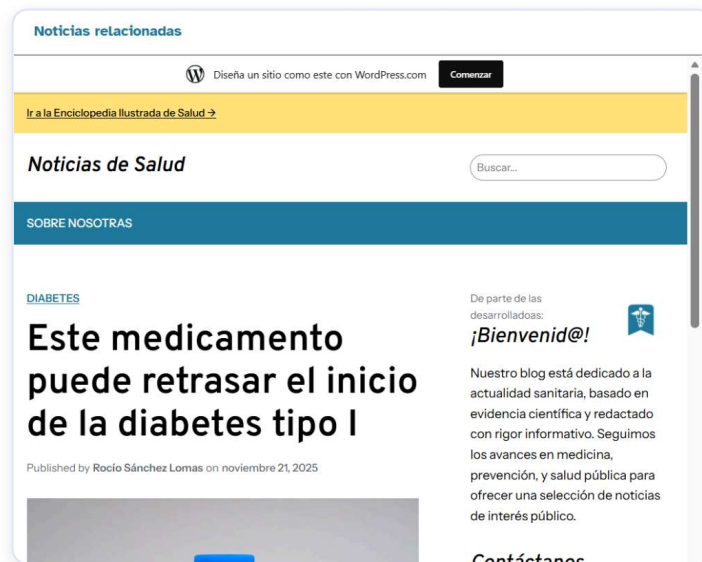 Noticias relacionadas
Diseña un sitio como este con WordPress.com
Comenzar
Ir a la Enciclopedia Ilustrada de Salud →
Noticias de Salud
Buscar...
SOBRE NOSOTRAS
DIABETES
Este medicamento
puede retrasar el inicio
de la diabetes tipo I
Published by Rocío Sánchez Lomas on noviembre 21, 2025
De parte de las
desarrolladoas:
¡Bienvenid@!
Nuestro blog está dedicado a la
actualidad sanitaria, basado en
evidencia científica y redactado
con rigor informativo. Seguimos
los avances en medicina,
prevención, y salud pública para
ofrecer una selección de noticias
de interés público.
Contáctanos